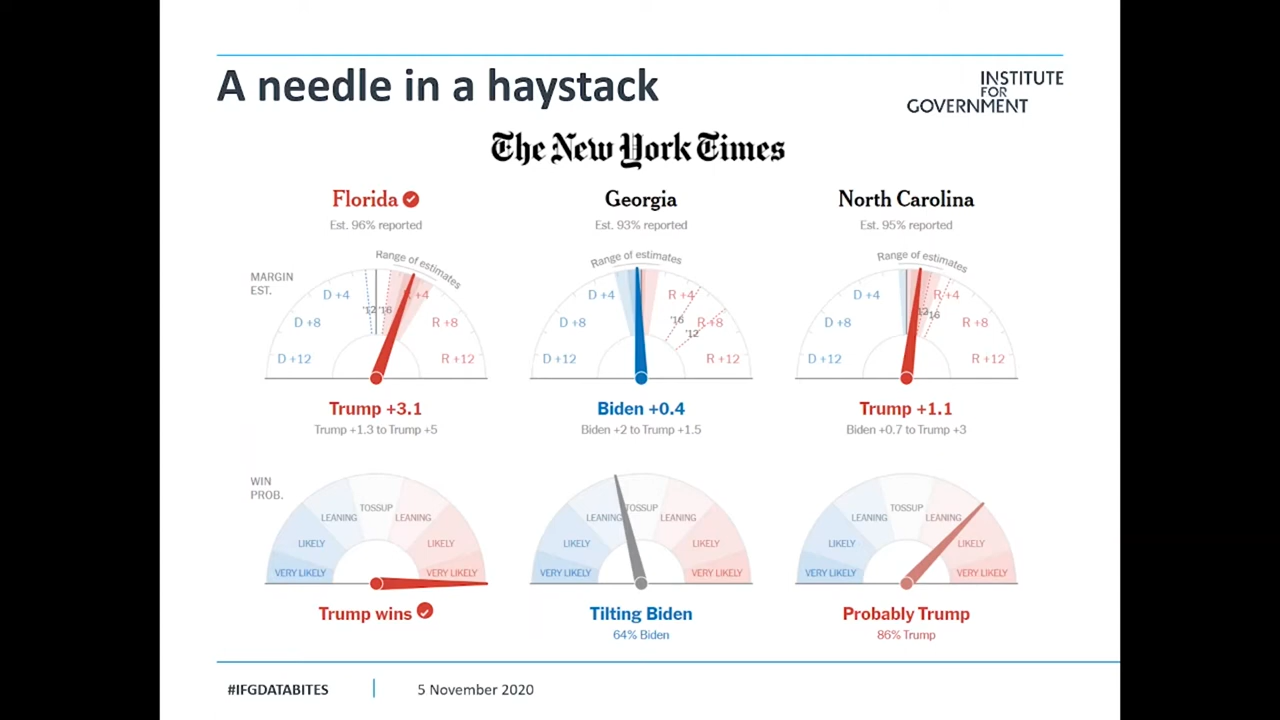 A needle in a haystack
INSTITUTE
FOR
GOVERNMENT
The New York Times
Florida
Est. 96% reported
Georgia
Est. 93% reported
North Carolina
Est. 95% reported
MARGIN
EST.
Range of estimates
D +4
D +8
D +12
'12
'16
R +4
R +8
R +12
Range of estimates
D +4
D +8
D +12
R +4
'16
R +8
'12
R +12
Range of estimates
D +4
D +8
D +12
'12
'16
R +4
R +8
R +12
Trump +3.1
Trump +1.3 to Trump +5
Biden +0.4
Biden +2 to Trump +1.5
Trump +1.1
Biden +0.7 to Trump +3
WIN
PROB.
TOSSUP
LEANING
LEANING
LIKELY
LIKELY
VERY LIKELY
VERY LIKELY
TOSSUP
LEANING
LEANING
LIKELY
LIKELY
VERY LIKELY
VERY LIKELY
TOSSUP
LEANING
LEANING
LIKELY
LIKELY
VERY LIKELY
VERY LIKELY
Trump wins
Tilting Biden
64% Biden
Probably Trump
86% Trump
#IFGDATABITES
5 November 2020